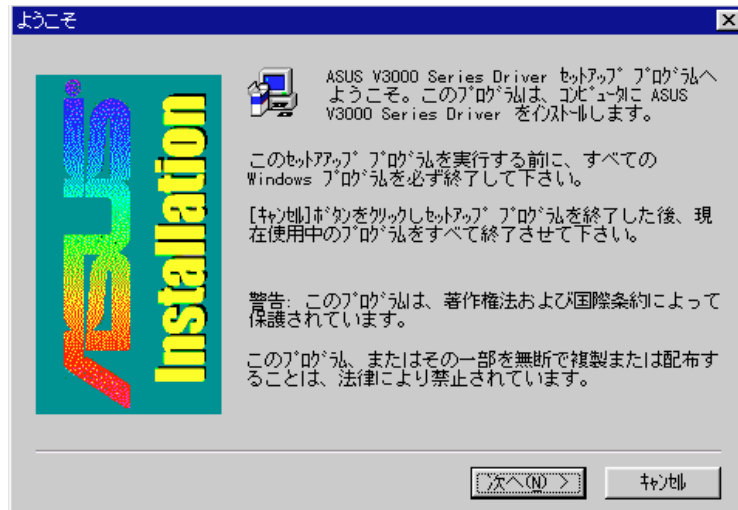 ようこそ
ASUS
Installation
ASUS V3000 Series Driver ｾｯﾄｱｯﾌﾟ ﾌﾟﾛｸﾞﾗﾑへ
ようこそ。このﾌﾟﾛｸﾞﾗﾑは、ｺﾝﾋﾟｭｰﾀに ASUS
V3000 Series Driver をｲﾝｽﾄｰﾙします。
このｾｯﾄｱｯﾌﾟ ﾌﾟﾛｸﾞﾗﾑを実行する前に、すべての
Windows ﾌﾟﾛｸﾞﾗﾑを必ず終了して下さい。
[ｷｬﾝｾﾙ]ﾎﾞﾀﾝをｸﾘｯｸしｾｯﾄｱｯﾌﾟ ﾌﾟﾛｸﾞﾗﾑを終了した後、現
在使用中のﾌﾟﾛｸﾞﾗﾑをすべて終了させて下さい。
警告: このﾌﾟﾛｸﾞﾗﾑは、著作権法および国際条約によって
保護されています。
このﾌﾟﾛｸﾞﾗﾑ、またはその一部を無断で複製または配布す
ることは、法律により禁止されています。
次へ(N) >
ｷｬﾝｾﾙ